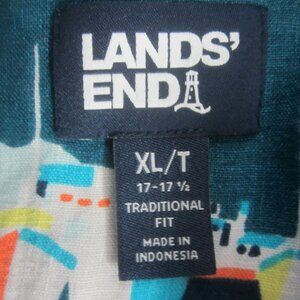 LANDS'
END
XL/T
17-17 ½
TRADITIONAL
FIT
MADE IN
INDONESIA